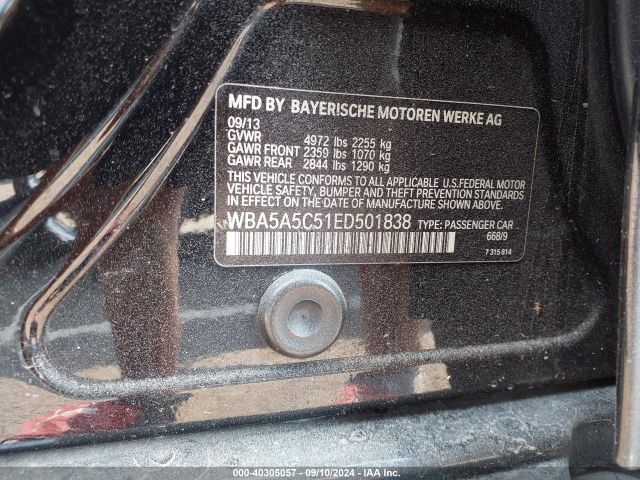 MFD BY BAYERISCHE MOTOREN WERKE AG
09/13
GVWR 4972 lbs 2255 kg
GAWR FRONT 2359 lbs 1070 kg
GAWR REAR 2844 lbs 1290 kg
THIS VEHICLE CONFORMS TO ALL APPLICABLE U.S.FEDERAL MOTOR
VEHICLE SAFETY, BUMPER AND THEFT PREVENTION STANDARDS
IN EFFECT ON THE DATE OF MANUFACTURE SHOWN ABOVE.
WBA5A5C51ED501838 TYPE: PASSENGER CAR
668/9
7 315 814
000-40305057 - 09/10/2024 - IAA Inc.